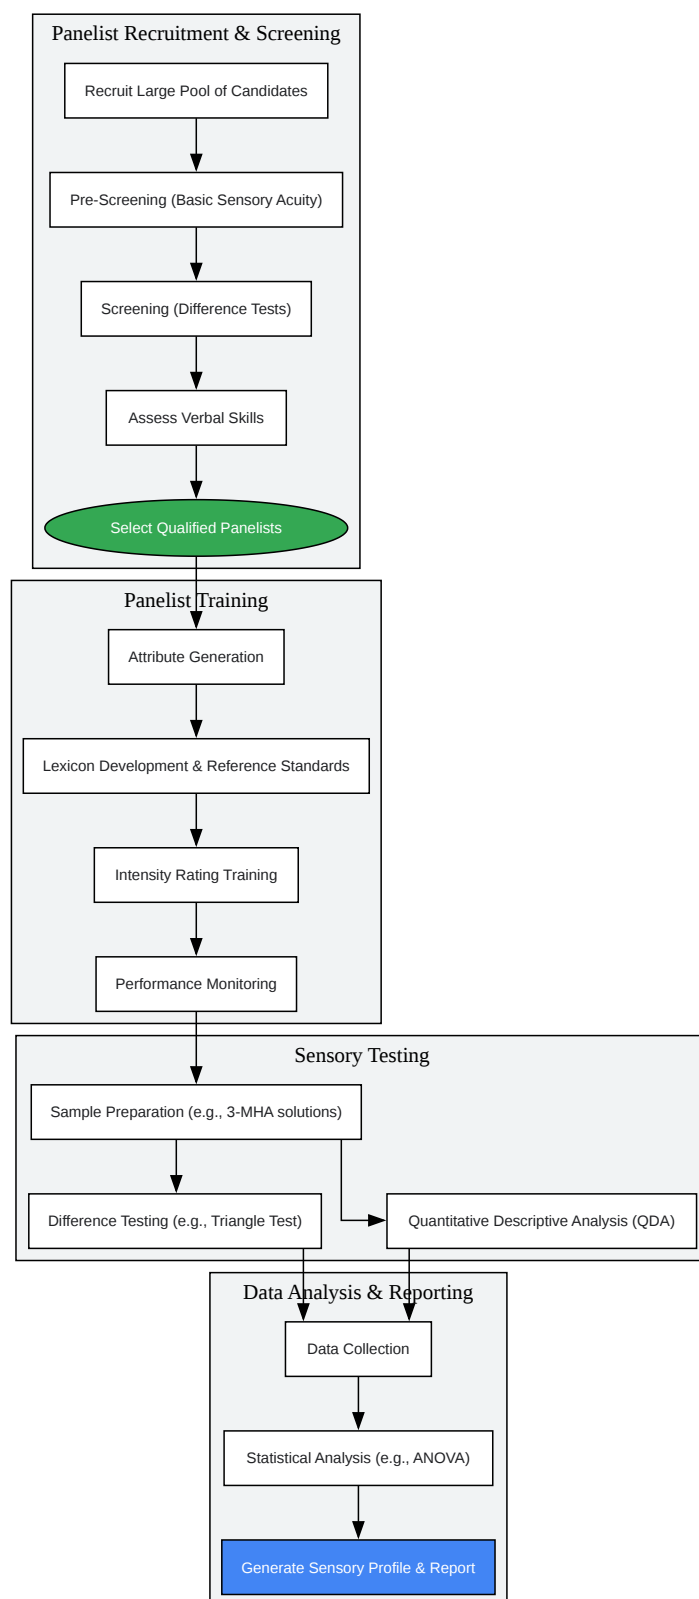 Panelist Recruitment & Screening
Recruit Large Pool of Candidates
Pre-Screening (Basic Sensory Acuity)
Screening (Difference Tests)
Assess Verbal Skills
Select Qualified Panelists
Panelist Training
Attribute Generation
Lexicon Development & Reference Standards
Intensity Rating Training
Performance Monitoring
Sensory Testing
Sample Preparation (e.g., 3-MHA solutions)
Difference Testing (e.g., Triangle Test)
Quantitative Descriptive Analysis (QDA)
Data Analysis & Reporting
Data Collection
Statistical Analysis (e.g., ANOVA)
Generate Sensory Profile & Report